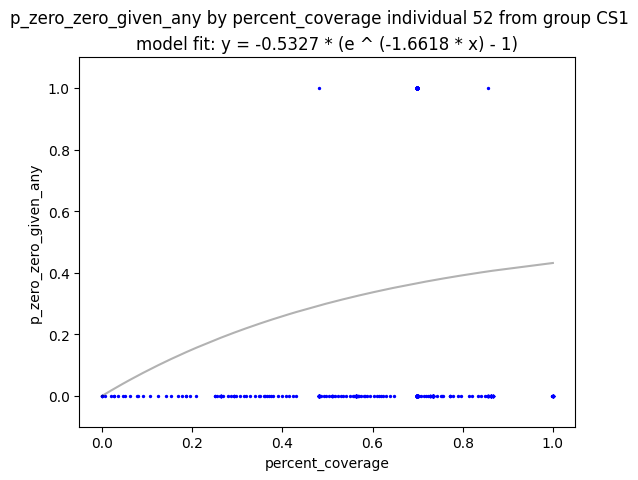 p_zero_zero_given_any by percent_coverage individual 52 from group CS1
model fit: y = -0.5327 * (e ^ (-1.6618 * x) - 1)
1.0
0.8
0.6
0.4
0.2
0.0
p_zero_zero_given_any
0.0 0.2 0.4 0.6 0.8 1.0
percent_coverage